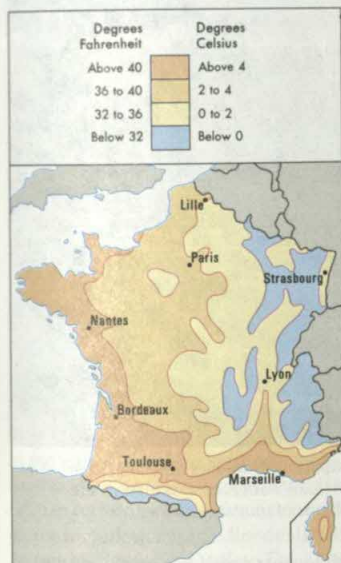 Degrees Fahrenheit
Degrees Celsius
Above 40 Above 4
36 to 40 2 to 4
32 to 36 0 to 2
Below 32 Below 0
Lille
Paris
Strasbourg
Nantes
Lyon
Bordeaux
Toulouse
Marseille